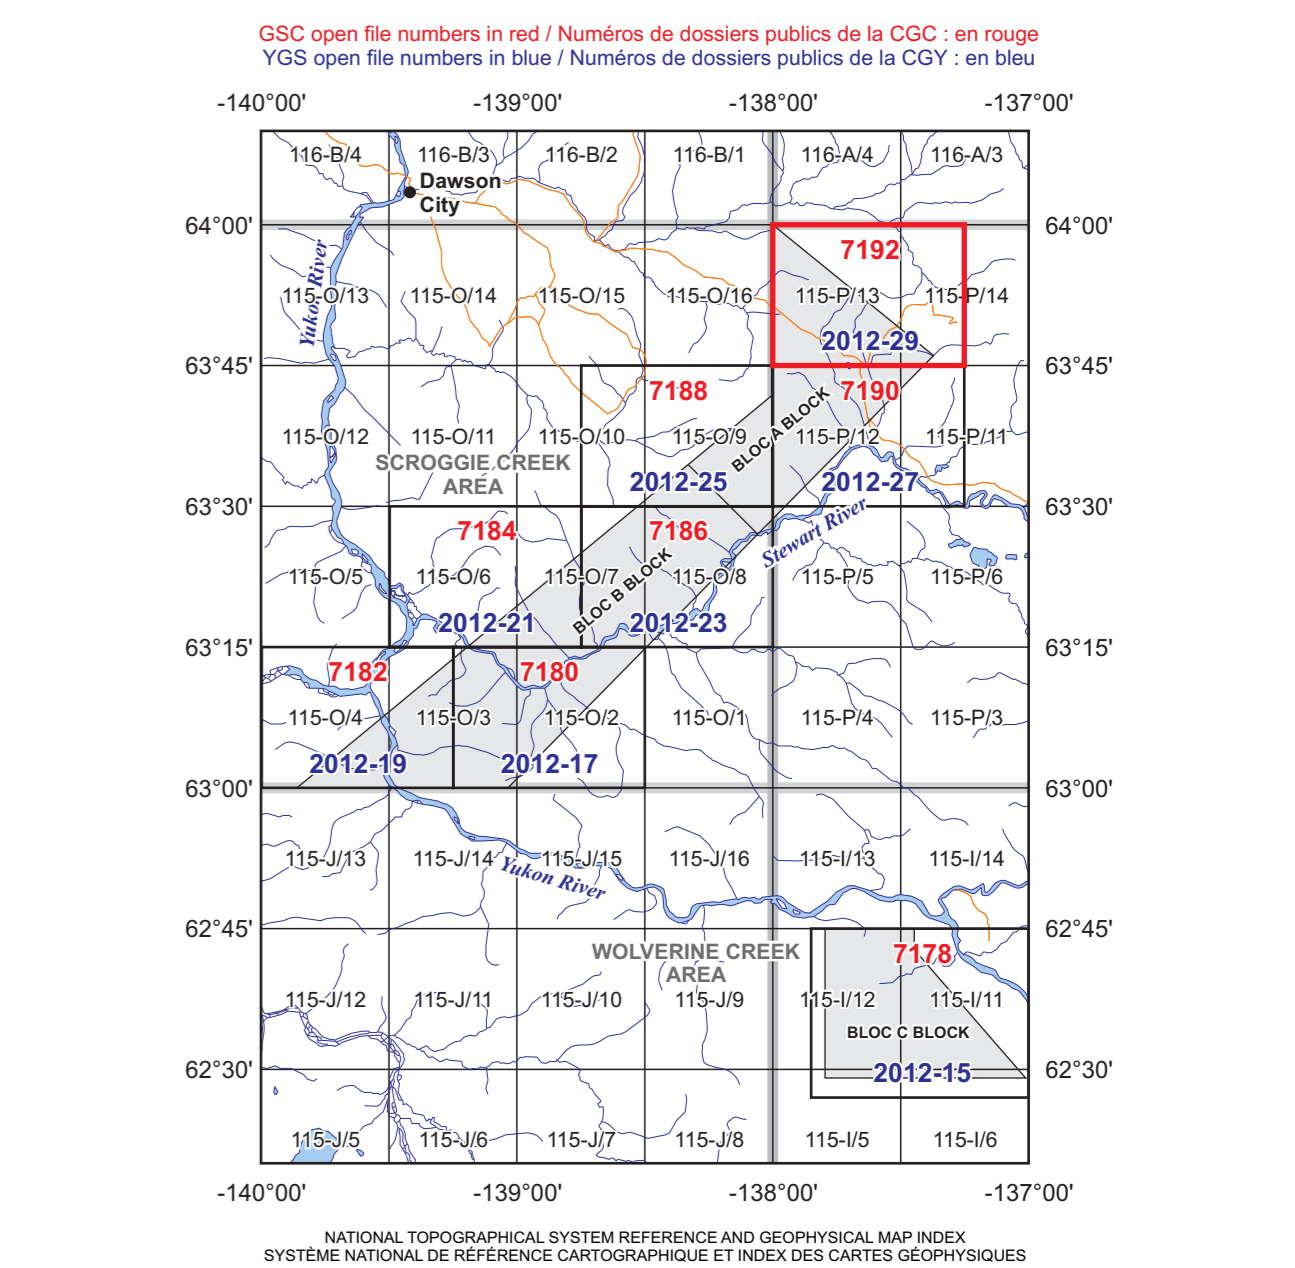 GSC open file numbers in red / Numéros de dossiers publics de la CGC : en rouge
YGS open file numbers in blue / Numéros de dossiers publics de la CGY : en bleu
-140°00' -139°00' -138°00' -137°00'
116-B/4 116-B/3 116-B/2 116-B/1 116-A/4 116-A/3
Dawson
City
64°00' 64°00'
7192
Yukon River
115-O/13 115-O/14 115-O/15 115-O/16 115-P/13 115-P/14
2012-29
63°45' 63°45'
7188 7190
BLOC A BLOCK
115-O/12 115-O/11 115-O/10 115-O/9 115-P/12 115-P/11
SCROGGIE CREEK
AREA
2012-25 2012-27
63°30' 63°30'
7184 7186
Stewart River
115-O/5 115-O/6 115-O/7 115-O/8 115-P/5 115-P/6
BLOC B BLOCK
2012-21 2012-23
63°15' 63°15'
7182 7180
115-O/4 115-O/3 115-O/2 115-O/1 115-P/4 115-P/3
2012-19 2012-17
63°00' 63°00'
115-J/13 115-J/14 115-J/15 115-J/16 115-I/13 115-I/14
Yukon River
62°45' 62°45'
WOLVERINE CREEK
AREA
7178
115-J/12 115-J/11 115-J/10 115-J/9 115-I/12 115-I/11
BLOC C BLOCK
62°30' 62°30'
2012-15
115-J/5 115-J/6 115-J/7 115-J/8 115-I/5 115-I/6
-140°00' -139°00' -138°00' -137°00'
NATIONAL TOPOGRAPHICAL SYSTEM REFERENCE AND GEOPHYSICAL MAP INDEX
SYSTÈME NATIONAL DE RÉFÉRENCE CARTOGRAPHIQUE ET INDEX DES CARTES GÉOPHYSIQUES